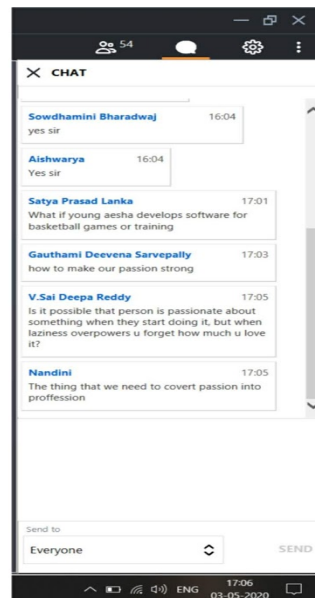 54
CHAT
Sowdhamini Bharadwaj 16:04
yes sir
Aishwarya 16:04
Yes sir
Satya Prasad Lanka 17:01
What if young aesha develops software for
basketball games or training
Gauthami Deevena Sarvepally 17:03
how to make our passion strong
V.Sai Deepa Reddy 17:05
Is it possible that person is passionate about
something when they start doing it, but when
laziness overpowers u forget how much u love
it?
Nandini 17:05
The thing that we need to covert passion into
proffession
Send to
Everyone
SEND
ENG
17:06
03-05-2020